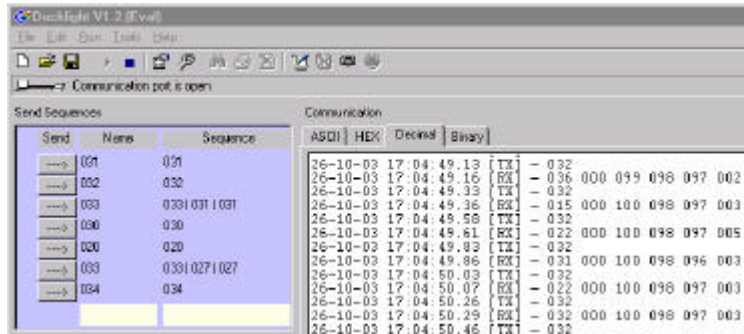 Docklight V1.2 (Eval)
File Edit Run Tools Help
Communication port is open
Send Sequences
Send Name Sequence
031 031
032 032
033 033|031|031
030 030
020 020
033 033|027|027
034 034
Communication
ASCII HEX Decimal Binary
26-10-03 17:04:49.13 [TX] - 032
26-10-03 17:04:49.16 [RX] - 036 000 099 098 097 002
26-10-03 17:04:49.33 [TX] - 032
26-10-03 17:04:49.36 [RX] - 015 000 100 098 097 003
26-10-03 17:04:49.58 [TX] - 032
26-10-03 17:04:49.61 [RX] - 022 000 100 098 097 005
26-10-03 17:04:49.83 [TX] - 032
26-10-03 17:04:49.86 [RX] - 031 000 100 098 096 003
26-10-03 17:04:50.03 [TX] - 032
26-10-03 17:04:50.07 [RX] - 022 000 100 098 097 003
26-10-03 17:04:50.26 [TX] - 032
26-10-03 17:04:50.29 [RX] - 032 000 100 098 097 003
26-10-03 17:04:50.46 [TX] - 032